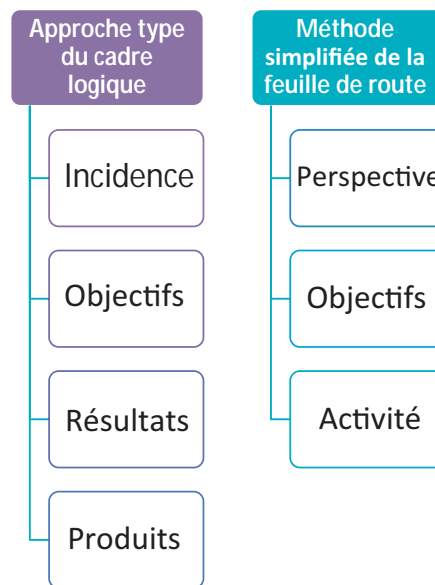 Approche type
du cadre
logique
Incidence
Objectifs
Résultats
Produits
Méthode
simplifiée de la
feuille de route
Perspective
Objectifs
Activité